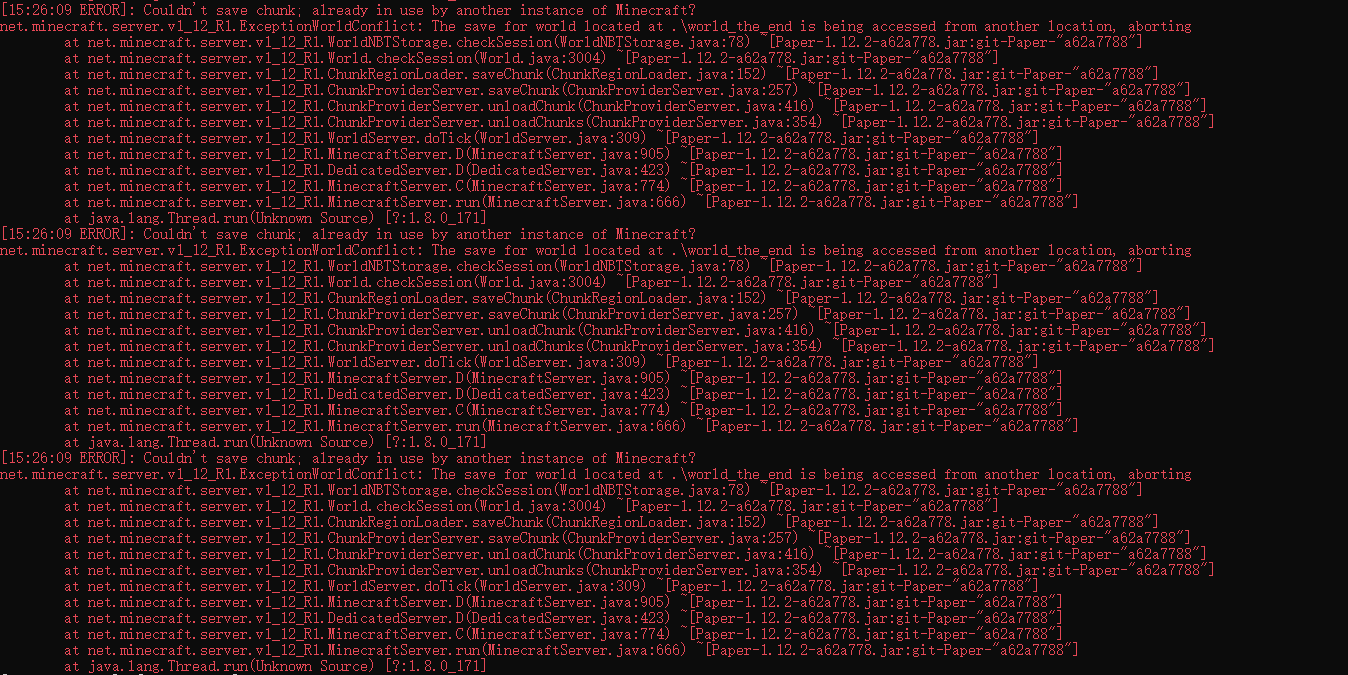 [15:26:09 ERROR]: Couldn't save chunk; already in use by another instance of Minecraft?
net.minecraft.server.v1_12_R1.ExceptionWorldConflict: The save for world located at .\world_the_end is being accessed from another location, aborting
at net.minecraft.server.v1_12_R1.WorldNBTStorage.checkSession(WorldNBTStorage.java:78) ~[Paper-1.12.2-a62a778.jar:git-Paper-"a62a7788"]
at net.minecraft.server.v1_12_R1.World.checkSession(World.java:3004) ~[Paper-1.12.2-a62a778.jar:git-Paper-"a62a7788"]
at net.minecraft.server.v1_12_R1.ChunkRegionLoader.saveChunk(ChunkRegionLoader.java:152) ~[Paper-1.12.2-a62a778.jar:git-Paper-"a62a7788"]
at net.minecraft.server.v1_12_R1.ChunkProviderServer.saveChunk(ChunkProviderServer.java:257) ~[Paper-1.12.2-a62a778.jar:git-Paper-"a62a7788"]
at net.minecraft.server.v1_12_R1.ChunkProviderServer.unloadChunk(ChunkProviderServer.java:416) ~[Paper-1.12.2-a62a778.jar:git-Paper-"a62a7788"]
at net.minecraft.server.v1_12_R1.ChunkProviderServer.unloadChunks(ChunkProviderServer.java:354) ~[Paper-1.12.2-a62a778.jar:git-Paper-"a62a7788"]
at net.minecraft.server.v1_12_R1.WorldServer.doTick(WorldServer.java:309) ~[Paper-1.12.2-a62a778.jar:git-Paper-"a62a7788"]
at net.minecraft.server.v1_12_R1.MinecraftServer.D(MinecraftServer.java:905) ~[Paper-1.12.2-a62a778.jar:git-Paper-"a62a7788"]
at net.minecraft.server.v1_12_R1.DedicatedServer.D(DedicatedServer.java:423) ~[Paper-1.12.2-a62a778.jar:git-Paper-"a62a7788"]
at net.minecraft.server.v1_12_R1.MinecraftServer.C(MinecraftServer.java:774) ~[Paper-1.12.2-a62a778.jar:git-Paper-"a62a7788"]
at net.minecraft.server.v1_12_R1.MinecraftServer.run(MinecraftServer.java:666) ~[Paper-1.12.2-a62a778.jar:git-Paper-"a62a7788"]
at java.lang.Thread.run(Unknown Source) [?:1.8.0_171]
[15:26:09 ERROR]: Couldn't save chunk; already in use by another instance of Minecraft?
net.minecraft.server.v1_12_R1.ExceptionWorldConflict: The save for world located at .\world_the_end is being accessed from another location, aborting
at net.minecraft.server.v1_12_R1.WorldNBTStorage.checkSession(WorldNBTStorage.java:78) ~[Paper-1.12.2-a62a778.jar:git-Paper-"a62a7788"]
at net.minecraft.server.v1_12_R1.World.checkSession(World.java:3004) ~[Paper-1.12.2-a62a778.jar:git-Paper-"a62a7788"]
at net.minecraft.server.v1_12_R1.ChunkRegionLoader.saveChunk(ChunkRegionLoader.java:152) ~[Paper-1.12.2-a62a778.jar:git-Paper-"a62a7788"]
at net.minecraft.server.v1_12_R1.ChunkProviderServer.saveChunk(ChunkProviderServer.java:257) ~[Paper-1.12.2-a62a778.jar:git-Paper-"a62a7788"]
at net.minecraft.server.v1_12_R1.ChunkProviderServer.unloadChunk(ChunkProviderServer.java:416) ~[Paper-1.12.2-a62a778.jar:git-Paper-"a62a7788"]
at net.minecraft.server.v1_12_R1.ChunkProviderServer.unloadChunks(ChunkProviderServer.java:354) ~[Paper-1.12.2-a62a778.jar:git-Paper-"a62a7788"]
at net.minecraft.server.v1_12_R1.WorldServer.doTick(WorldServer.java:309) ~[Paper-1.12.2-a62a778.jar:git-Paper-"a62a7788"]
at net.minecraft.server.v1_12_R1.MinecraftServer.D(MinecraftServer.java:905) ~[Paper-1.12.2-a62a778.jar:git-Paper-"a62a7788"]
at net.minecraft.server.v1_12_R1.DedicatedServer.D(DedicatedServer.java:423) ~[Paper-1.12.2-a62a778.jar:git-Paper-"a62a7788"]
at net.minecraft.server.v1_12_R1.MinecraftServer.C(MinecraftServer.java:774) ~[Paper-1.12.2-a62a778.jar:git-Paper-"a62a7788"]
at net.minecraft.server.v1_12_R1.MinecraftServer.run(MinecraftServer.java:666) ~[Paper-1.12.2-a62a778.jar:git-Paper-"a62a7788"]
at java.lang.Thread.run(Unknown Source) [?:1.8.0_171]
[15:26:09 ERROR]: Couldn't save chunk; already in use by another instance of Minecraft?
net.minecraft.server.v1_12_R1.ExceptionWorldConflict: The save for world located at .\world_the_end is being accessed from another location, aborting
at net.minecraft.server.v1_12_R1.WorldNBTStorage.checkSession(WorldNBTStorage.java:78) ~[Paper-1.12.2-a62a778.jar:git-Paper-"a62a7788"]
at net.minecraft.server.v1_12_R1.World.checkSession(World.java:3004) ~[Paper-1.12.2-a62a778.jar:git-Paper-"a62a7788"]
at net.minecraft.server.v1_12_R1.ChunkRegionLoader.saveChunk(ChunkRegionLoader.java:152) ~[Paper-1.12.2-a62a778.jar:git-Paper-"a62a7788"]
at net.minecraft.server.v1_12_R1.ChunkProviderServer.saveChunk(ChunkProviderServer.java:257) ~[Paper-1.12.2-a62a778.jar:git-Paper-"a62a7788"]
at net.minecraft.server.v1_12_R1.ChunkProviderServer.unloadChunk(ChunkProviderServer.java:416) ~[Paper-1.12.2-a62a778.jar:git-Paper-"a62a7788"]
at net.minecraft.server.v1_12_R1.ChunkProviderServer.unloadChunks(ChunkProviderServer.java:354) ~[Paper-1.12.2-a62a778.jar:git-Paper-"a62a7788"]
at net.minecraft.server.v1_12_R1.WorldServer.doTick(WorldServer.java:309) ~[Paper-1.12.2-a62a778.jar:git-Paper-"a62a7788"]
at net.minecraft.server.v1_12_R1.MinecraftServer.D(MinecraftServer.java:905) ~[Paper-1.12.2-a62a778.jar:git-Paper-"a62a7788"]
at net.minecraft.server.v1_12_R1.DedicatedServer.D(DedicatedServer.java:423) ~[Paper-1.12.2-a62a778.jar:git-Paper-"a62a7788"]
at net.minecraft.server.v1_12_R1.MinecraftServer.C(MinecraftServer.java:774) ~[Paper-1.12.2-a62a778.jar:git-Paper-"a62a7788"]
at net.minecraft.server.v1_12_R1.MinecraftServer.run(MinecraftServer.java:666) ~[Paper-1.12.2-a62a778.jar:git-Paper-"a62a7788"]
at java.lang.Thread.run(Unknown Source) [?:1.8.0_171]